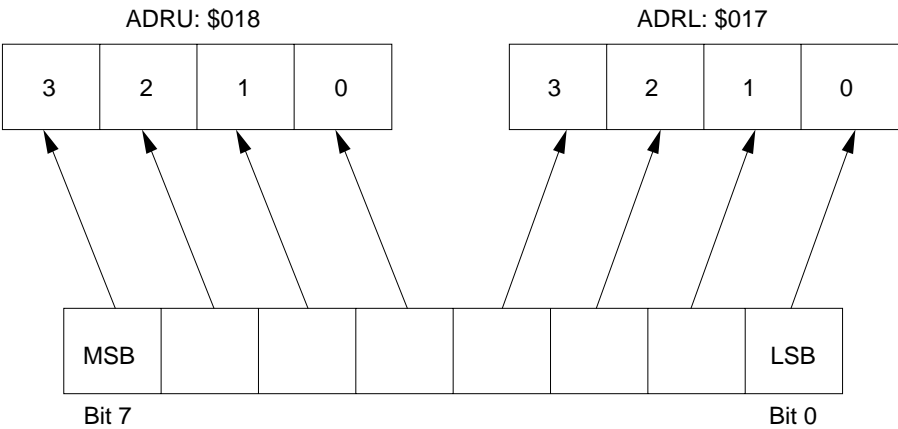 ADRU: $018 ADRL: $017
3 2 1 0 3 2 1 0
MSB LSB
Bit 7 Bit 0